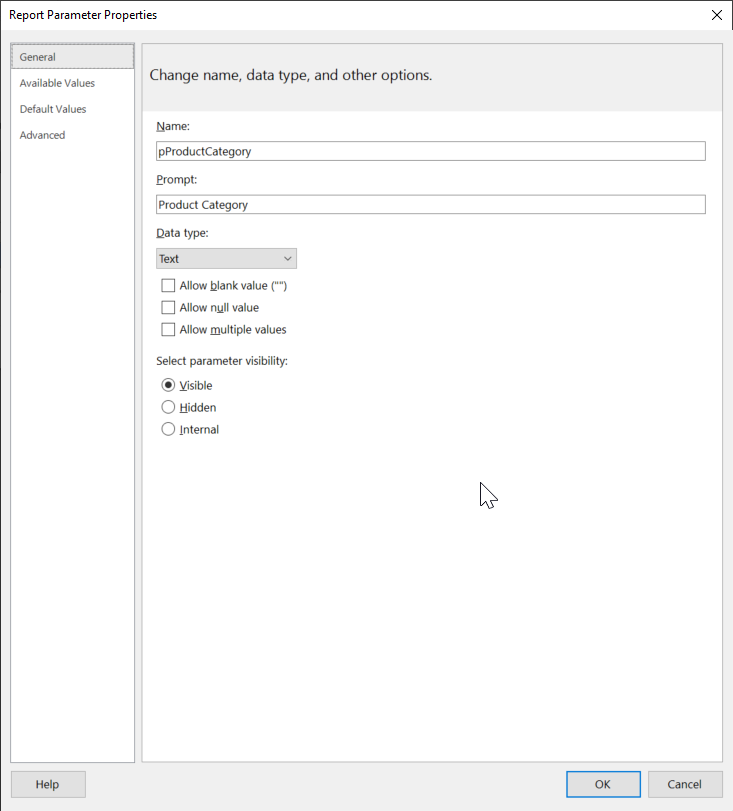 Report Parameter Properties
General
Available Values
Default Values
Advanced
Change name, data type, and other options.
Name:
pProductCategory
Prompt:
Product Category
Data type:
Text
Allow blank value ("")
Allow null value
Allow multiple values
Select parameter visibility:
Visible
Hidden
Internal
Help
OK
Cancel